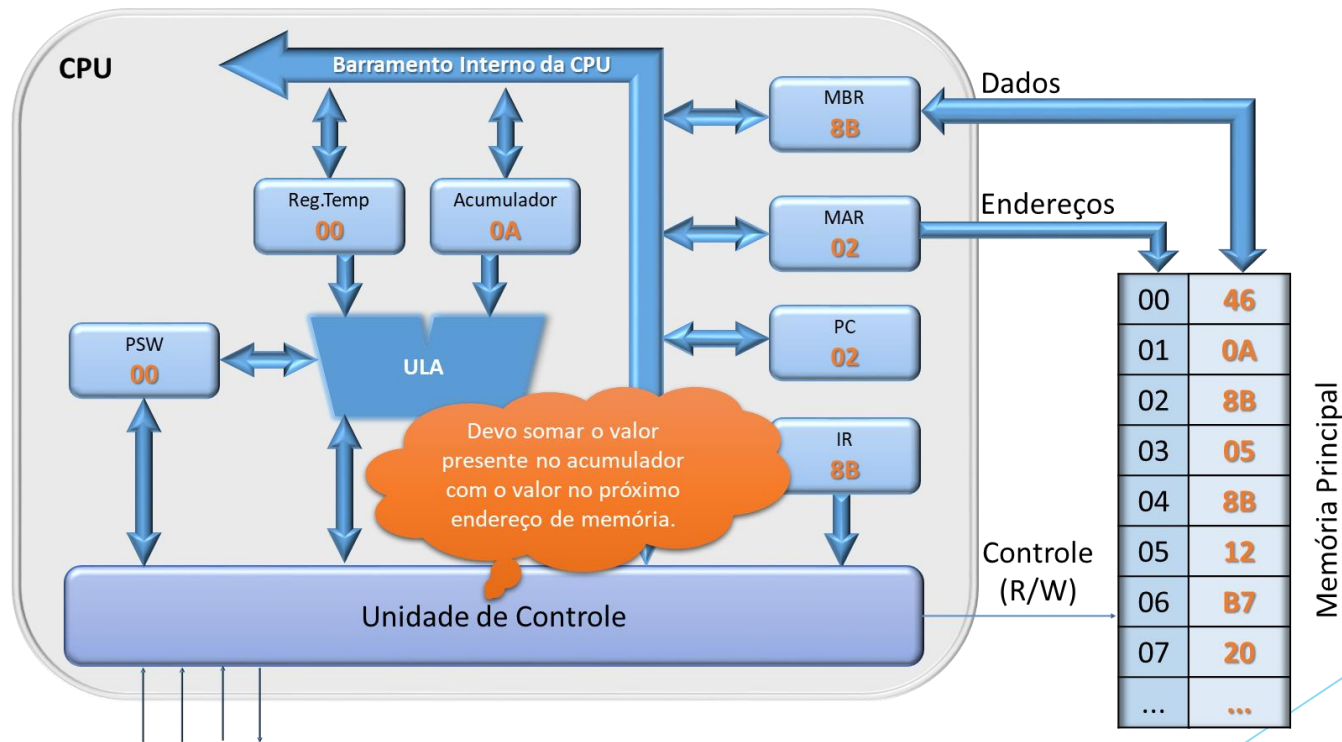 CPU
Barramento Interno da CPU
Dados
MBR
8B
Reg.Temp
00
Acumulador
0A
Endereços
MAR
02
PSW
00
ULA
PC
02
Devo somar o valor
presente no acumulador
com o valor no próximo
endereço de memória.
IR
8B
Unidade de Controle
Controle
(R/W)
00 46
01 0A
02 8B
03 05
04 8B
05 12
06 B7
07 20
... ...
Memória Principal